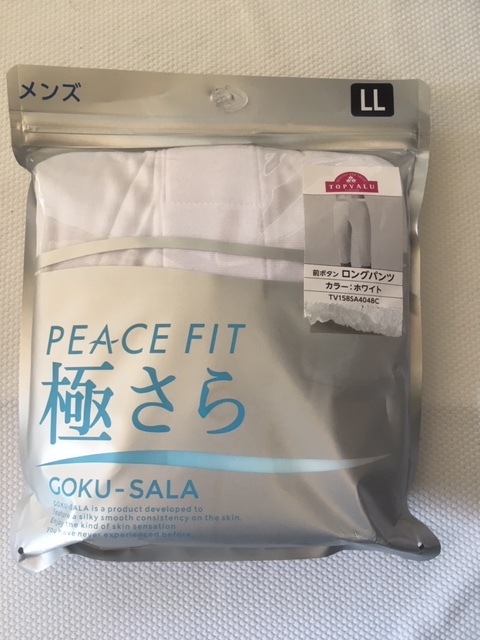 メンズ
LL
TOPVALU
前ボタン ロングパンツ
カラー:ホワイト
TV158SA4048C
PEACE FIT
極さら
GOKU-SALA
GOKU-SALA is a product developed to
feature a silky smooth consistency on the skin.
Enjoy the kind of skin sensation
you have never experienced before.